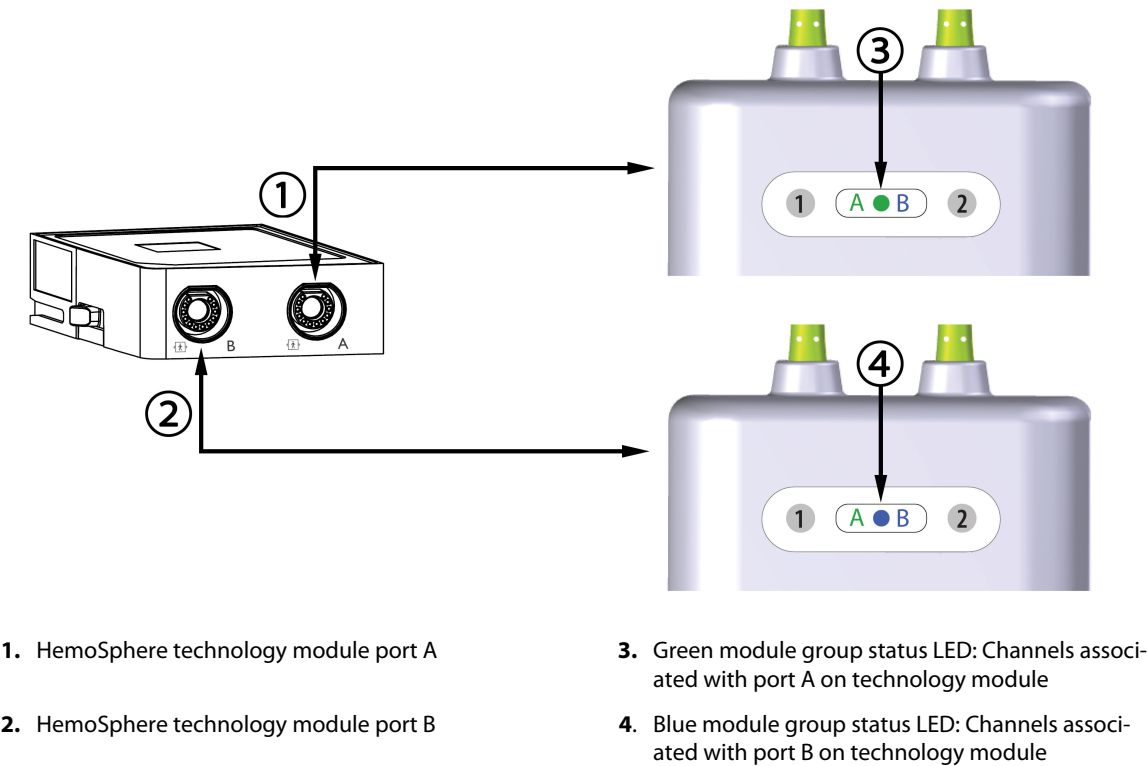 ③
①
1 A B 2
B A
④
②
1 A B 2
1. HemoSphere technology module port A
2. HemoSphere technology module port B
3. Green module group status LED: Channels associ-
ated with port A on technology module
4. Blue module group status LED: Channels associ-
ated with port B on technology module